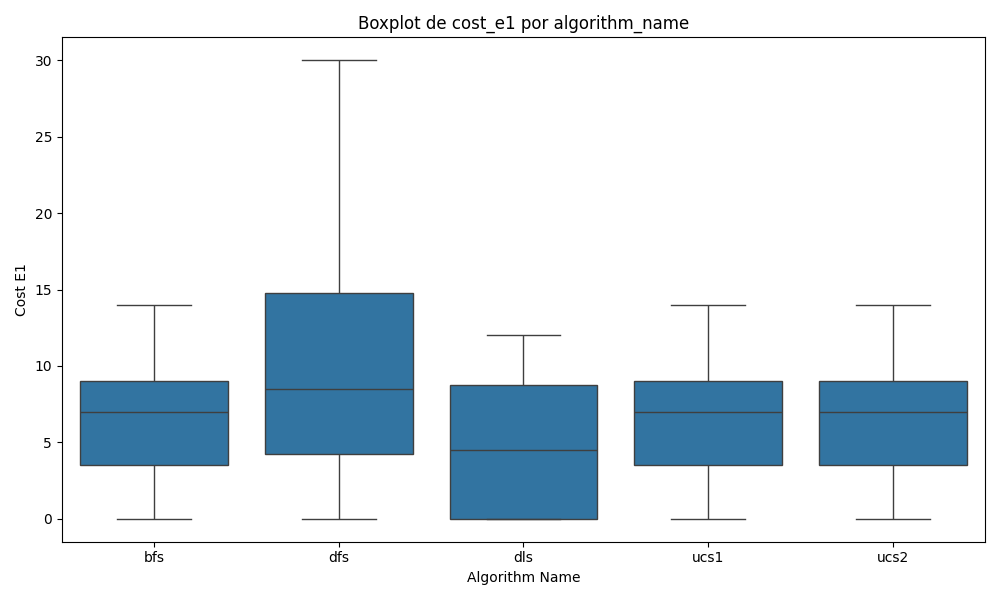 Boxplot de cost_e1 por algorithm_name
Cost E1
30
25
20
15
10
5
0
bfs dfs dls ucs1 ucs2
Algorithm Name